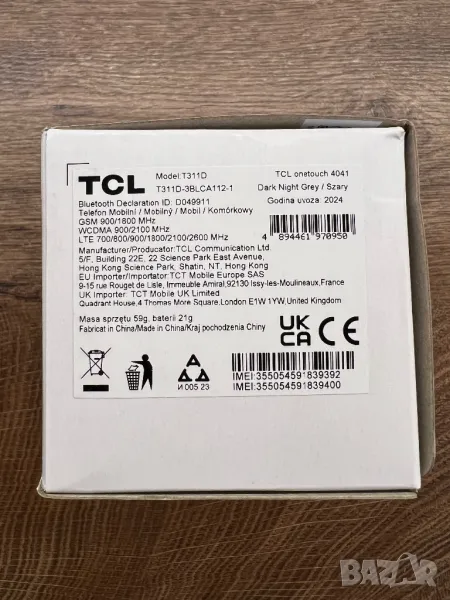 TCL
Model:T311D
T311D-3BLCA112-1
TCL onetouch 4041
Dark Night Grey / Szary
Godina uvoza: 2024
Bluetooth Declaration ID: D049911
Telefon Mobilni / Mobilný / Mobil / Komórkowy
GSM 900/1800 MHz
WCDMA 900/2100 MHz
LTE 700/800/900/1800/2100/2600 MHz
4 894461 970950
Manufacturer/Producator:TCL Communication Ltd.
5/F, Building 22E, 22 Science Park East Avenue,
Hong Kong Science Park, Shatin, NT, Hong Kong
EU Importer/Importator:TCT Mobile Europe SAS
9-15 rue Rouget de Lisle, Immeuble Amiral,92130 Issy-les-Moulineaux,France
UK Importer: TCT Mobile UK Limited
Quadrant House,4 Thomas More Square,London E1W 1YW,United Kingdom
Masa sprzętu 59g, baterii 21g
Fabricat in China/Made in China/Kraj pochodzenia Chiny
UK
CA
CE
И 005 23
IMEI:355054591839392
IMEI:355054591839400
BAZAR